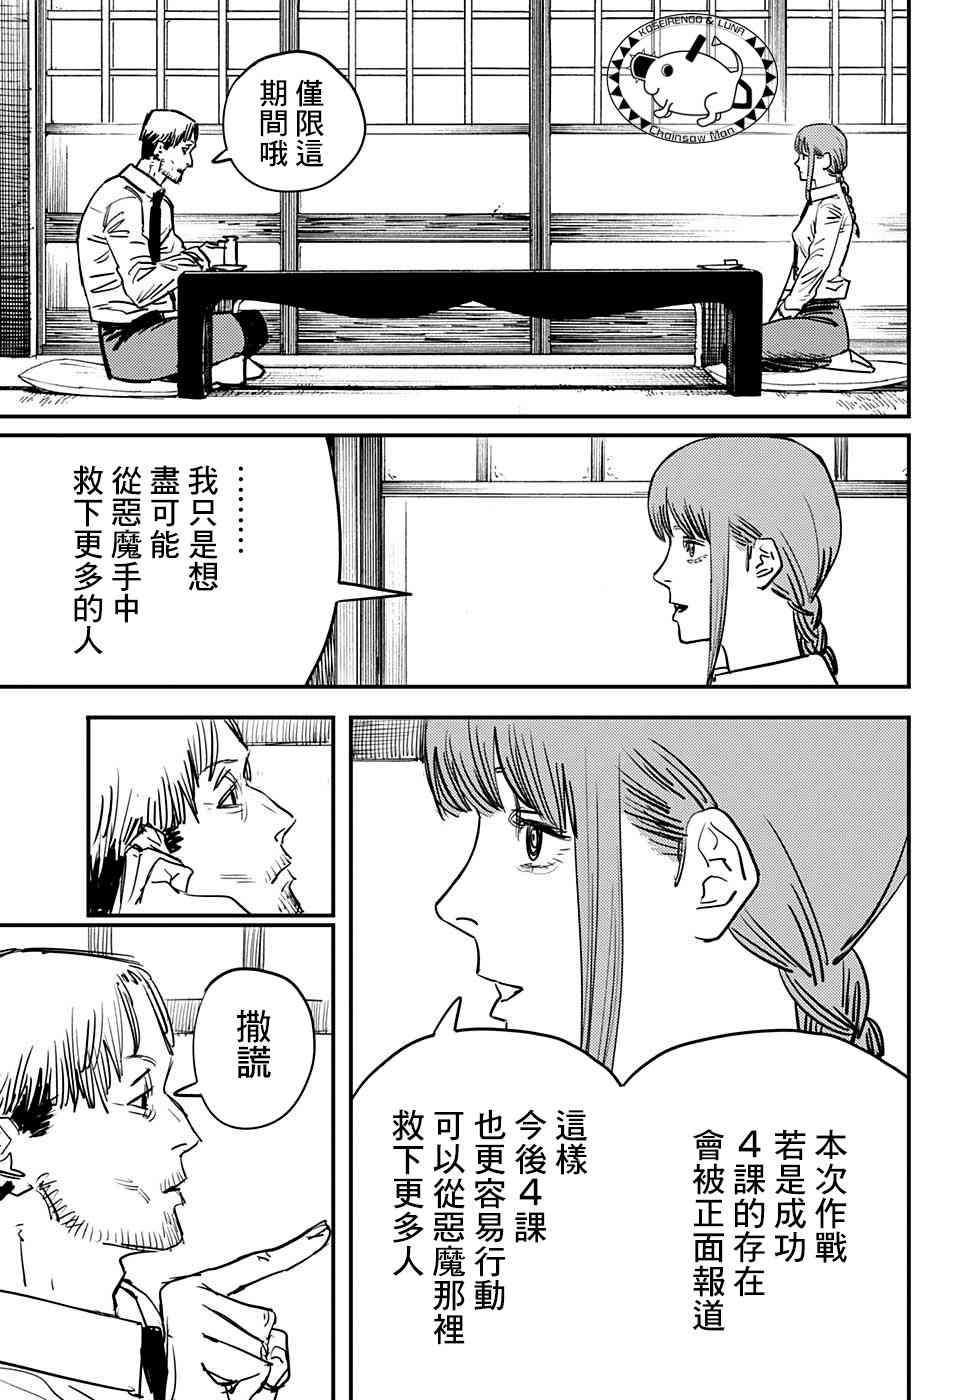 KOSEIRENGO & LUNA
Chainsaw Man
僅限這
期間哦
………
我只是想
盡可能
從惡魔手中
救下更多的人
本次作戰
若是成功
４課的存在
會被正面報道
這樣
今後４課
也更容易行動
可以從惡魔那裡
救下更多人
撒謊